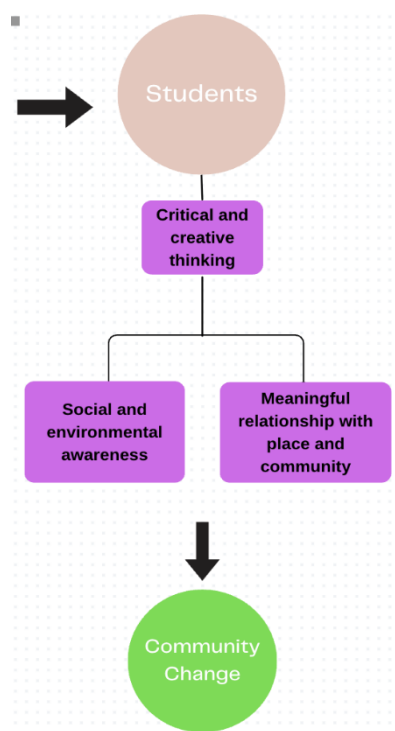 Students
Critical and
creative
thinking
Social and
environmental
awareness
Meaningful
relationship with
place and
community
Community
Change